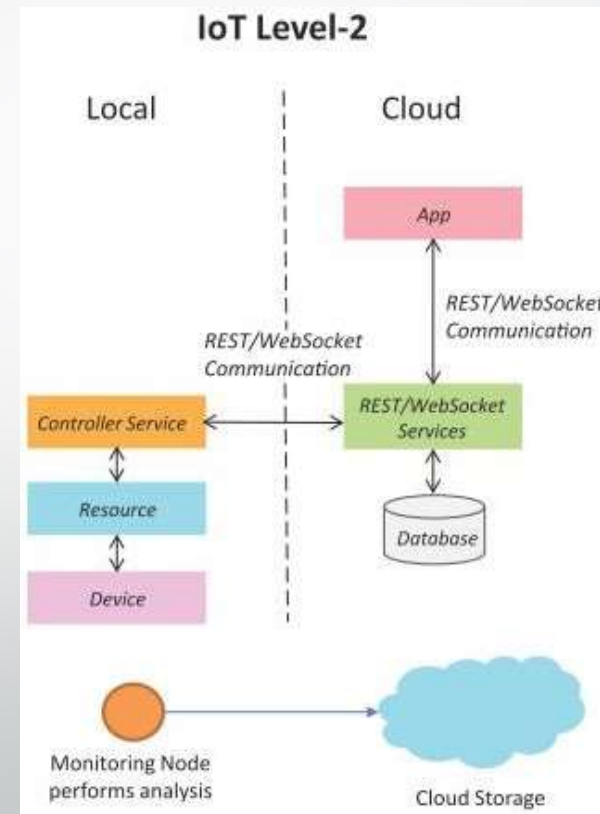 IoT Level-2
Local
Cloud
App
REST/WebSocket
Communication
REST/WebSocket
Communication
Controller Service
REST/WebSocket
Services
Resource
Database
Device
Monitoring Node
performs analysis
Cloud Storage